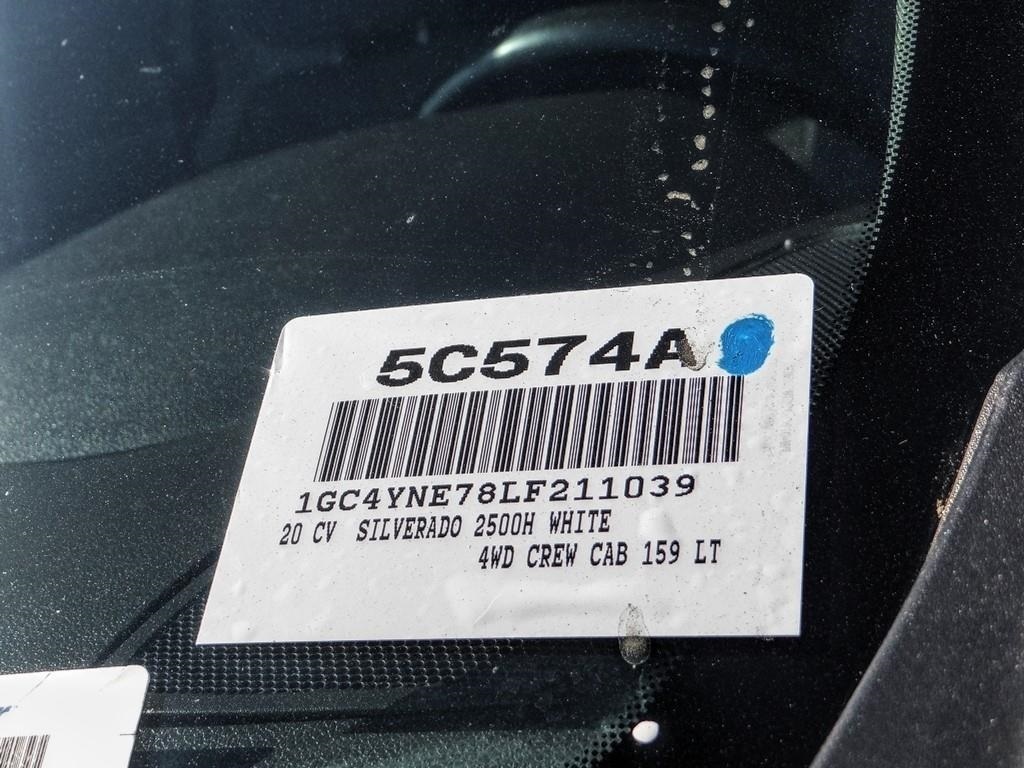 5C574A
1GC4YNE78LF211039
20 CV SILVERADO 2500H WHITE
4WD CREW CAB 159 LT